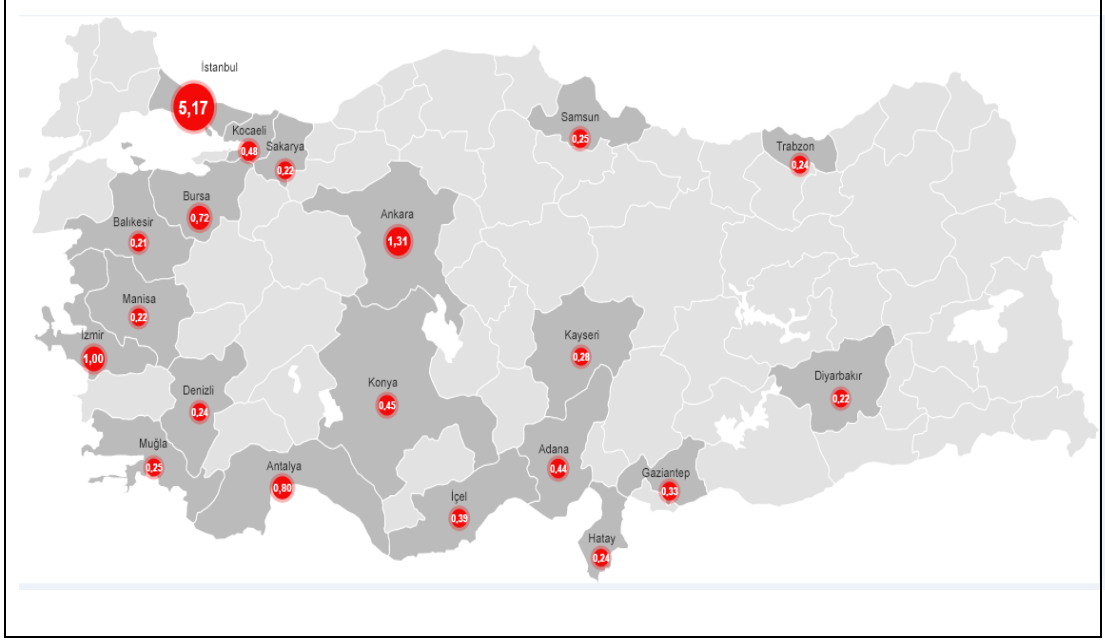 İstanbul
5,17
Kocaeli
0,48
Sakarya
0,22
Samsun
0,25
Trabzon
0,24
Bursa
0,72
Balıkesir
0,21
Ankara
1,31
Manisa
0,22
İzmir
1,00
Kayseri
0,28
Denizli
0,24
Konya
0,45
Diyarbakır
0,22
Muğla
0,25
Antalya
0,80
Adana
0,44
Gaziantep
0,33
İçel
0,39
Hatay
0,24